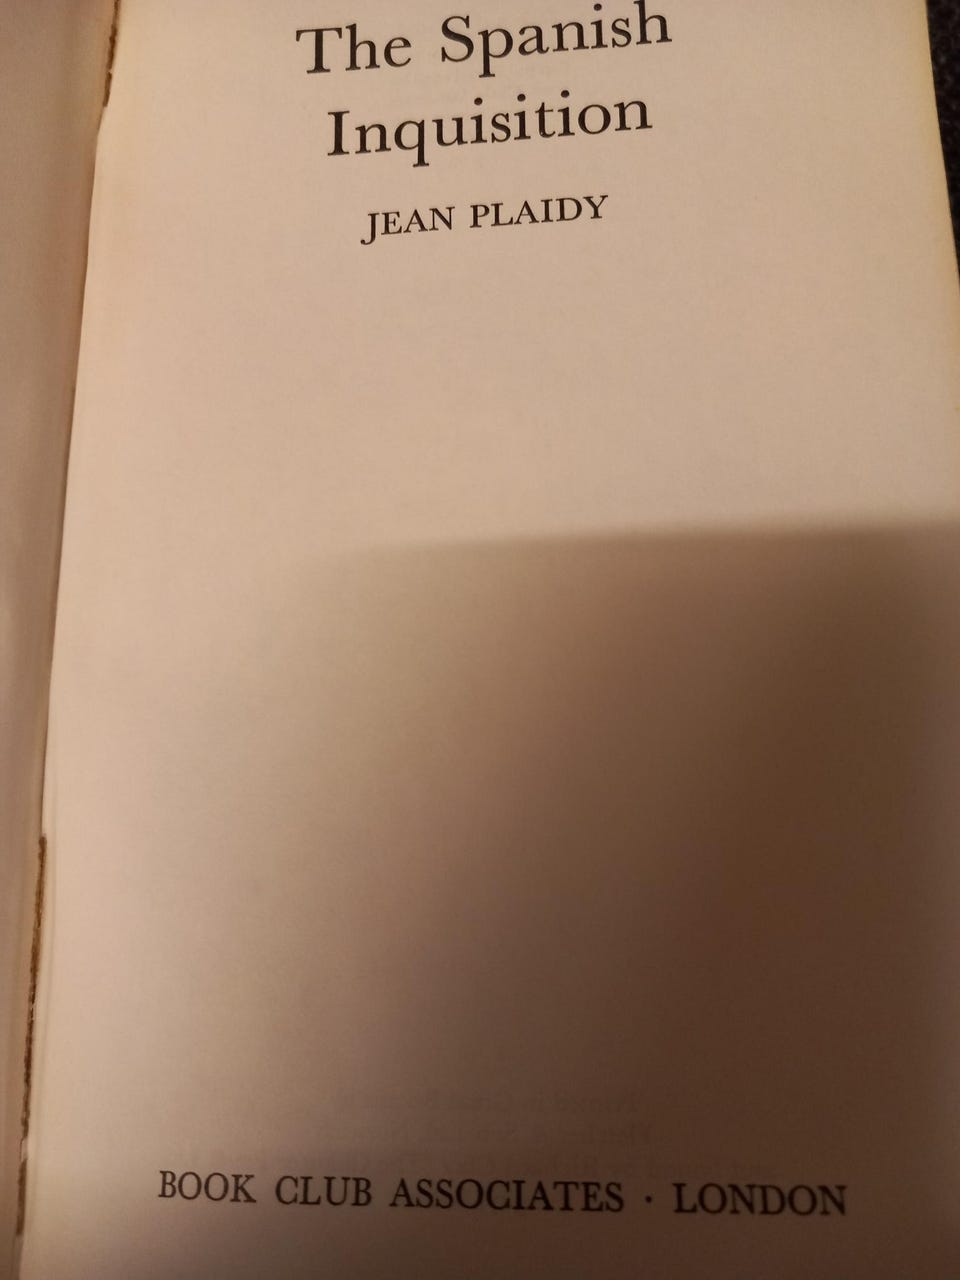 The Spanish
Inquisition
JEAN PLAIDY
BOOK CLUB ASSOCIATES · LONDON